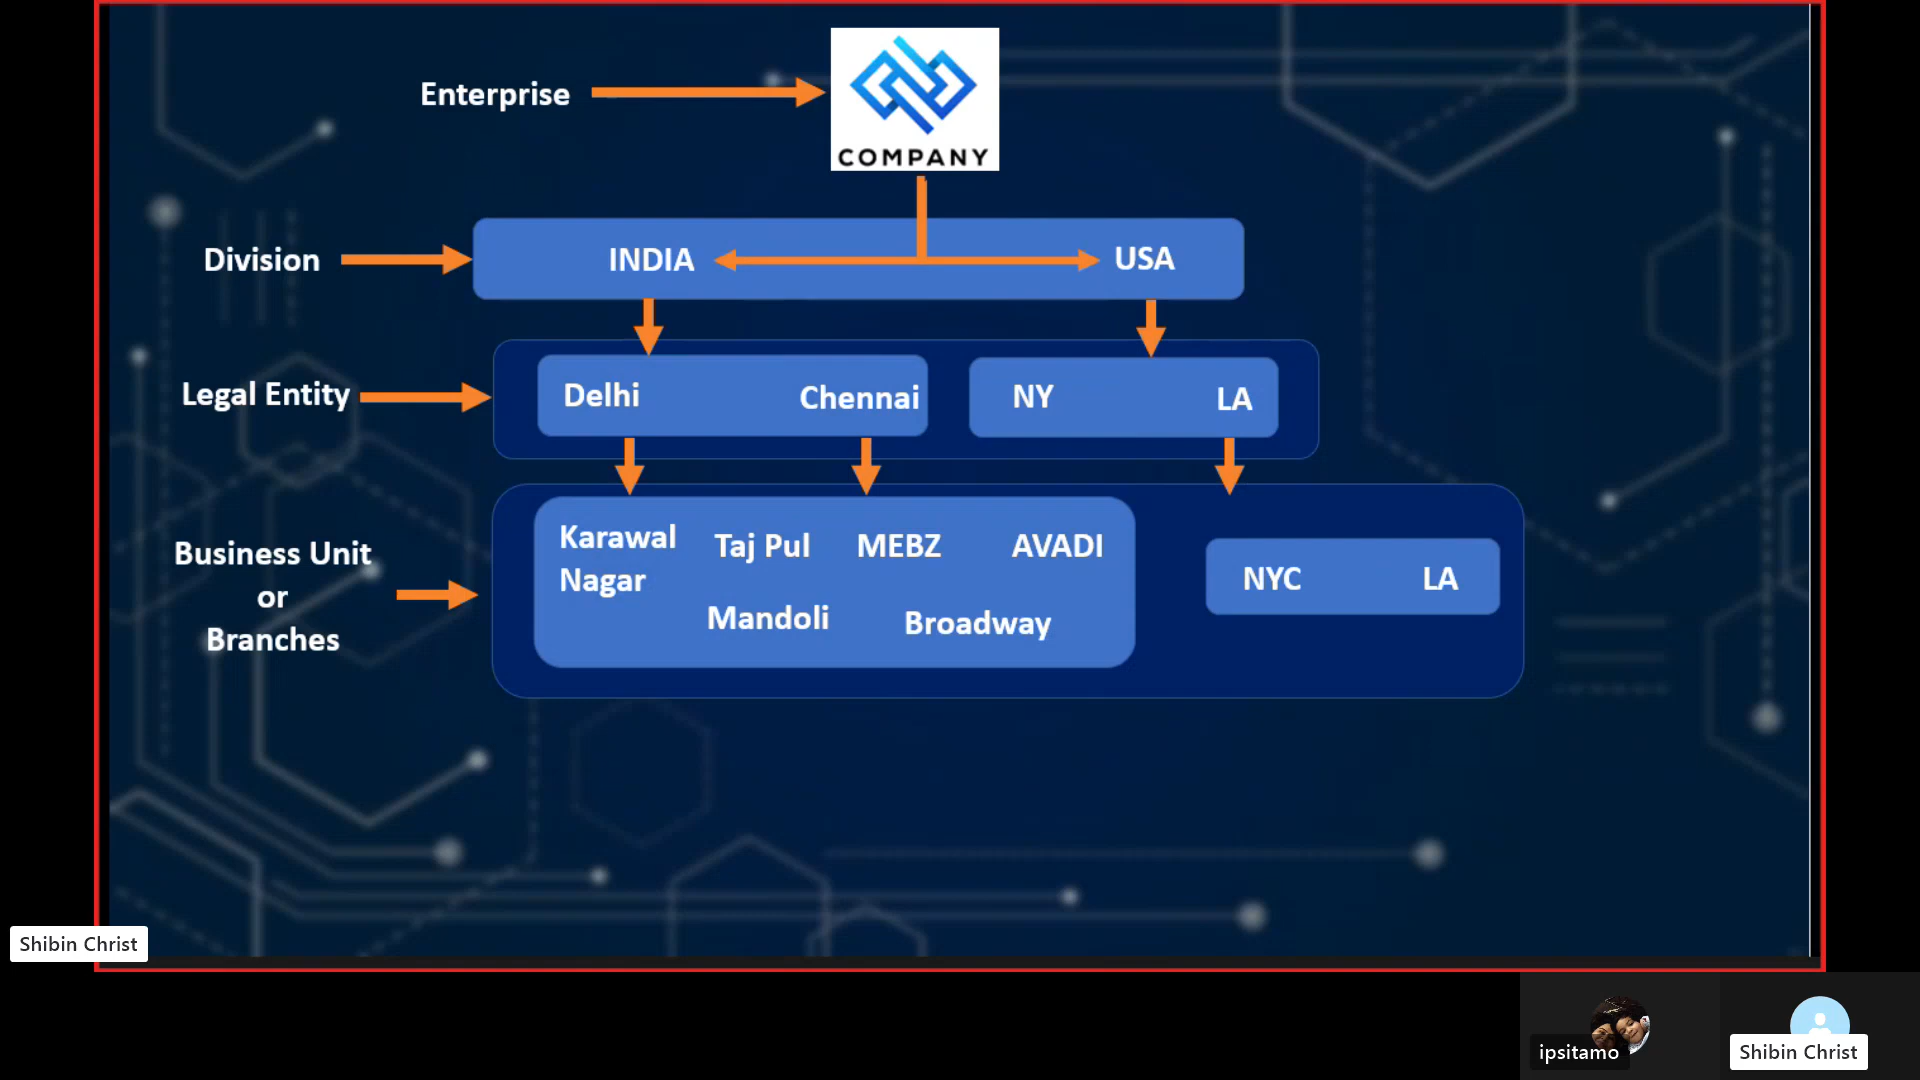 Enterprise
COMPANY
Division
INDIA
USA
Legal Entity
Delhi
Chennai
NY
LA
Business Unit
or
Branches
Karawal
Nagar
Taj Pul
MEBZ
AVADI
Mandoli
Broadway
NYC
LA
Shibin Christ
ipsitamo
Shibin Christ